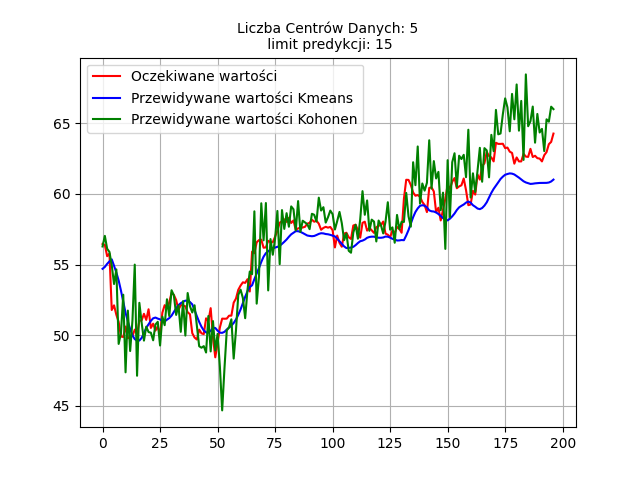 Liczba Centrów Danych: 5
limit predykcji: 15
Oczekiwane wartości
Przewidywane wartości Kmeans
Przewidywane wartości Kohonen
65
60
55
50
45
0 25 50 75 100 125 150 175 200